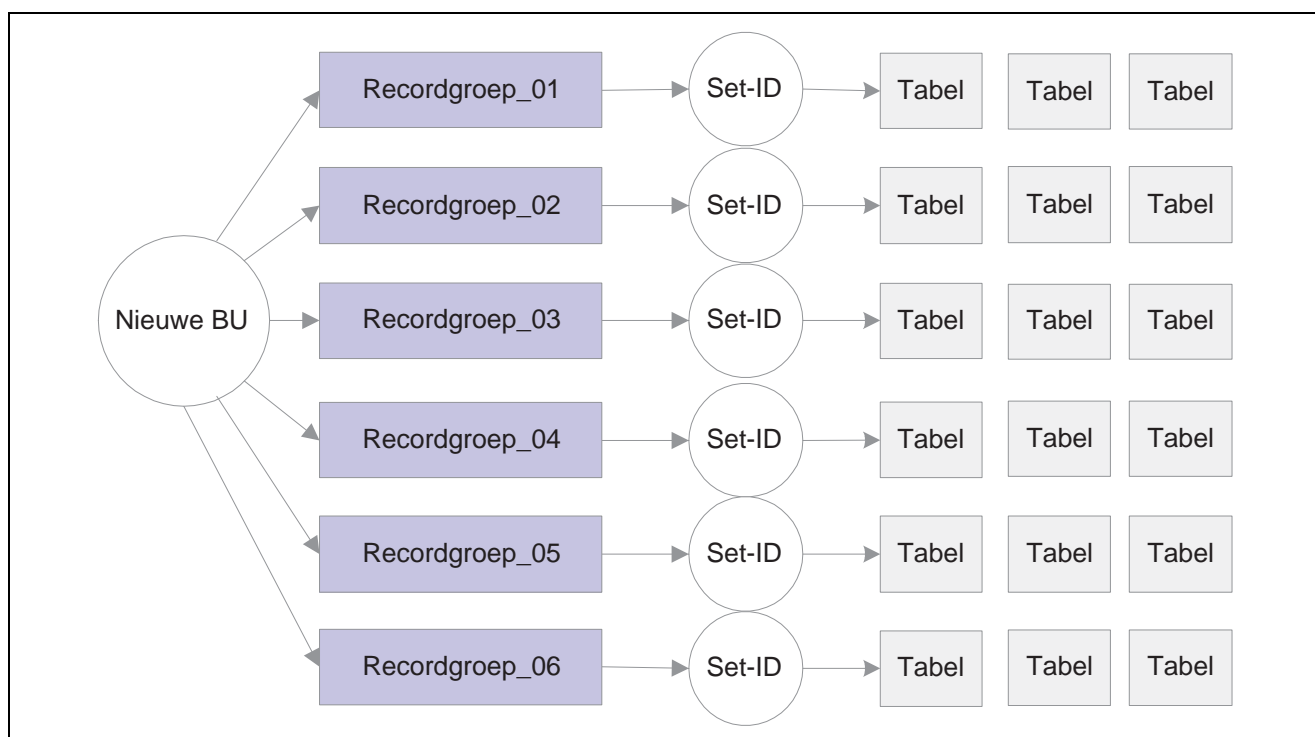 Recordgroep_01 Set-ID Tabel Tabel Tabel
Recordgroep_02 Set-ID Tabel Tabel Tabel
Nieuwe BU Recordgroep_03 Set-ID Tabel Tabel Tabel
Recordgroep_04 Set-ID Tabel Tabel Tabel
Recordgroep_05 Set-ID Tabel Tabel Tabel
Recordgroep_06 Set-ID Tabel Tabel Tabel